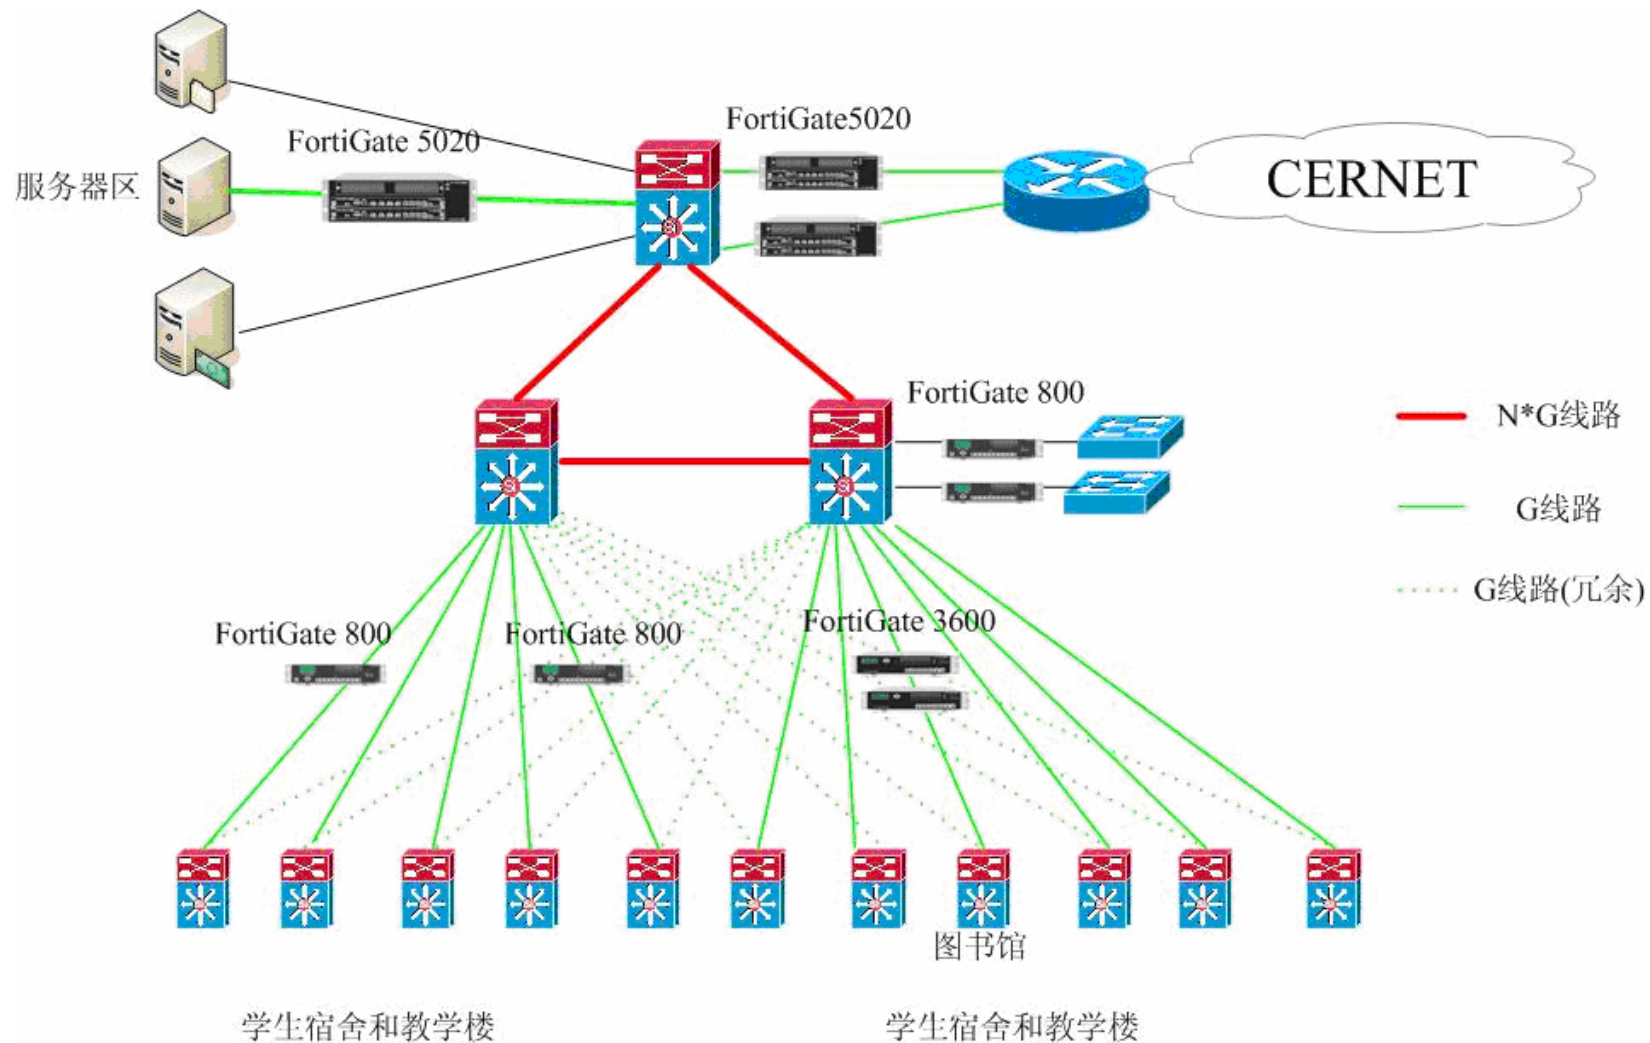 FortiGate5020
FortiGate 5020
CERNET
服务器区
FortiGate 800
N*G线路
G线路
G线路(冗余)
FortiGate 800
FortiGate 800
FortiGate 3600
图书馆
学生宿舍和教学楼
学生宿舍和教学楼